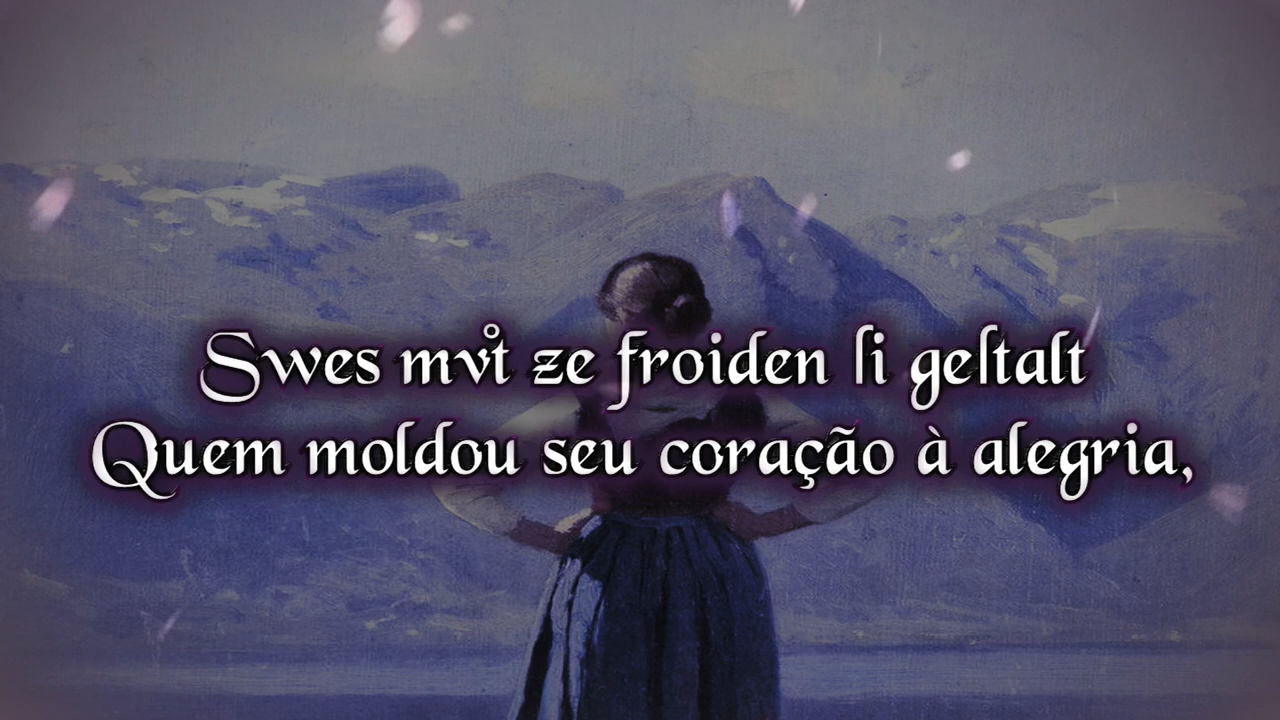 Swes mv̊t ze froiden ſi geſtalt
Quem moldou seu coração à alegria,